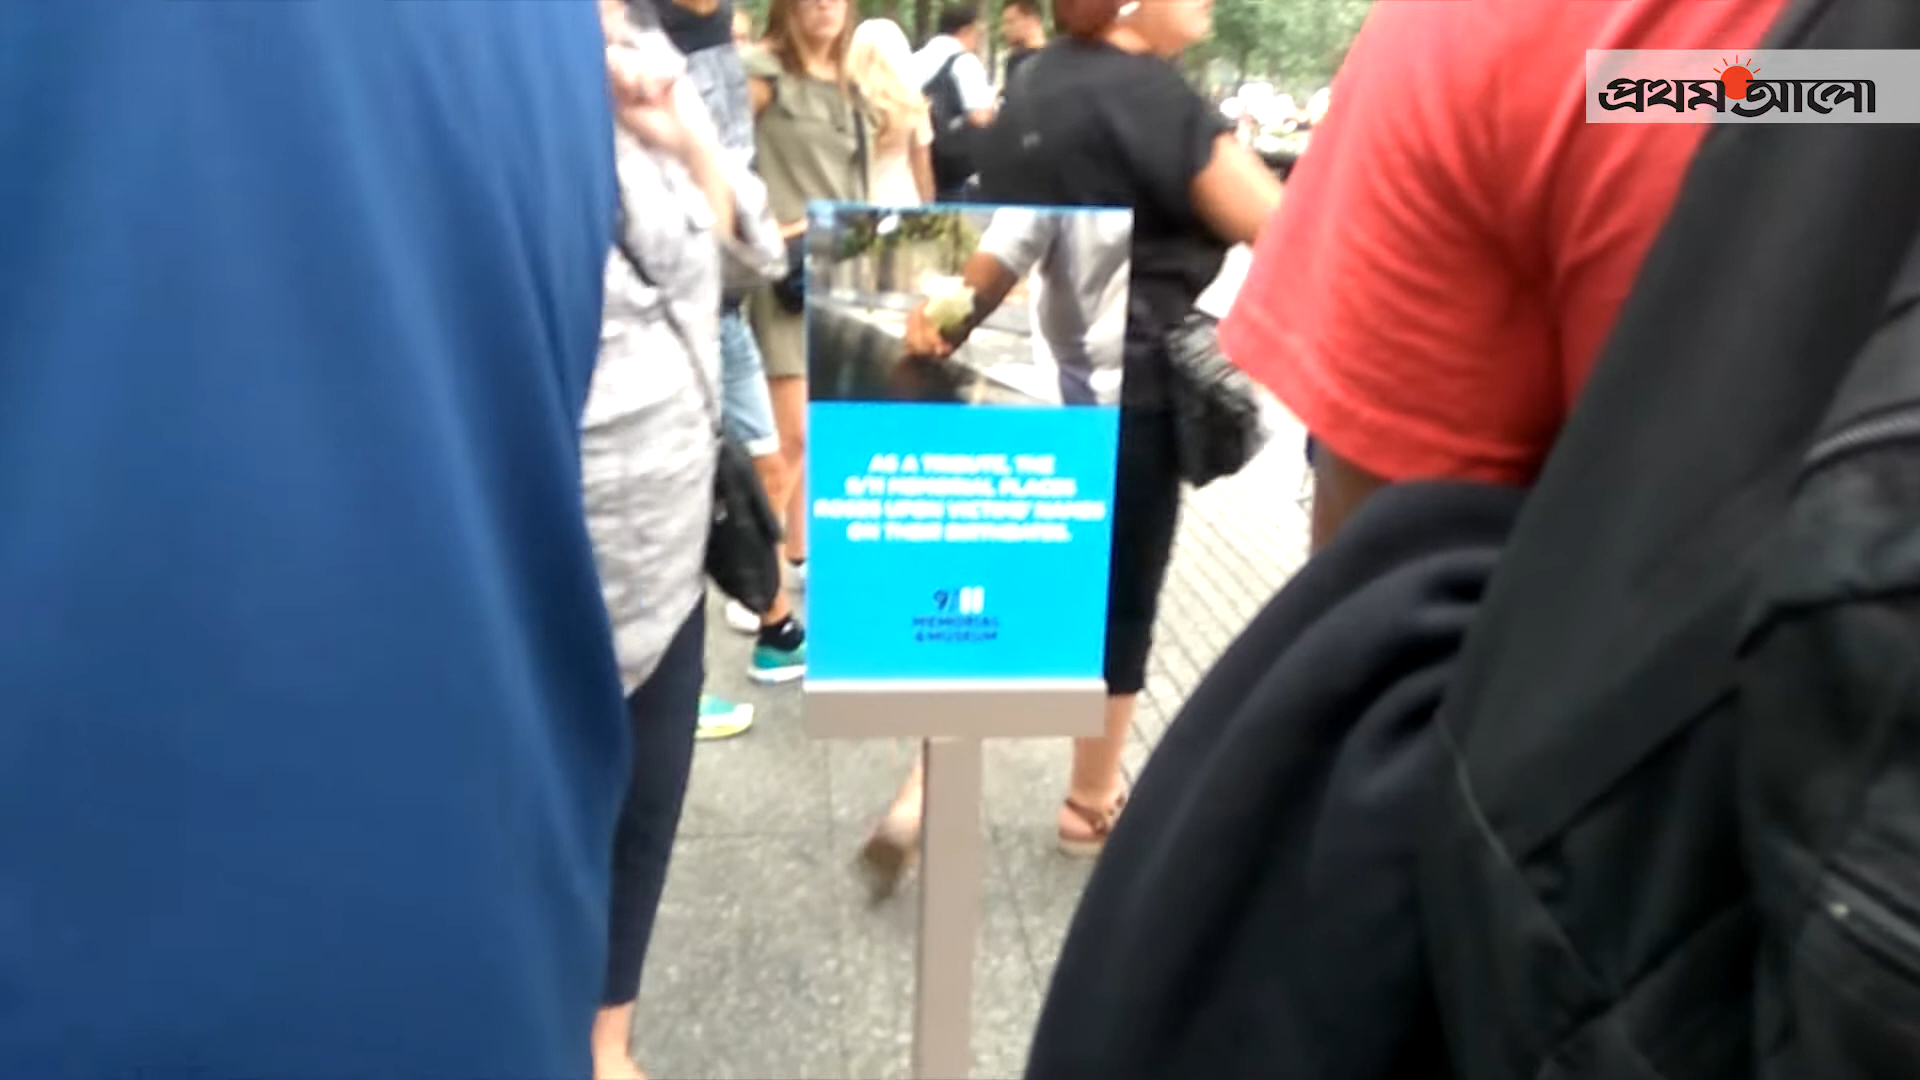 প্রথম আলো
AS A TRIBUTE, THE
9/11 MEMORIAL PLACES
ROSES UPON VICTIMS' NAMES
ON THEIR BIRTHDATES.
9/11
MEMORIAL
& MUSEUM